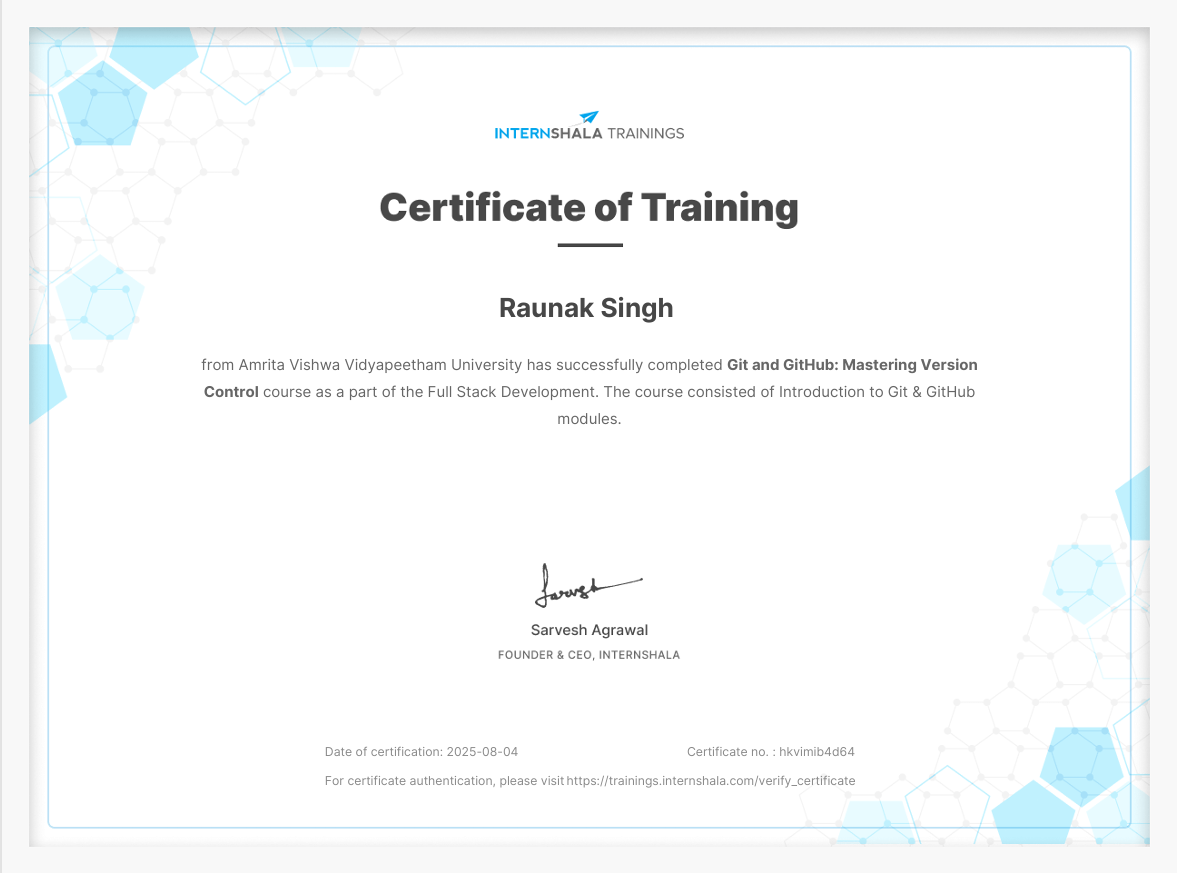 INTERNSHALA TRAININGS
Certificate of Training
Raunak Singh
from Amrita Vishwa Vidyapeetham University has successfully completed Git and GitHub: Mastering Version
Control course as a part of the Full Stack Development. The course consisted of Introduction to Git & GitHub
modules.
Sarvesh
Sarvesh Agrawal
FOUNDER & CEO, INTERNSHALA
Date of certification: 2025-08-04 Certificate no. : hkvimib4d64
For certificate authentication, please visit https://trainings.internshala.com/verify_certificate